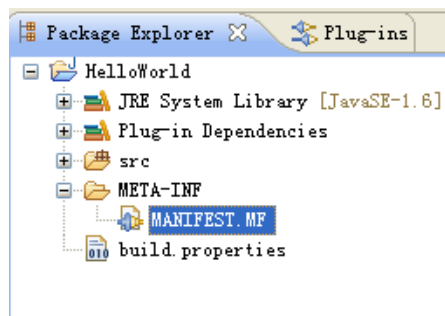 Package Explorer Plug-ins
HelloWorld
JRE System Library [JavaSE-1.6]
Plug-in Dependencies
src
META-INF
MANIFEST.MF
010 build.properties